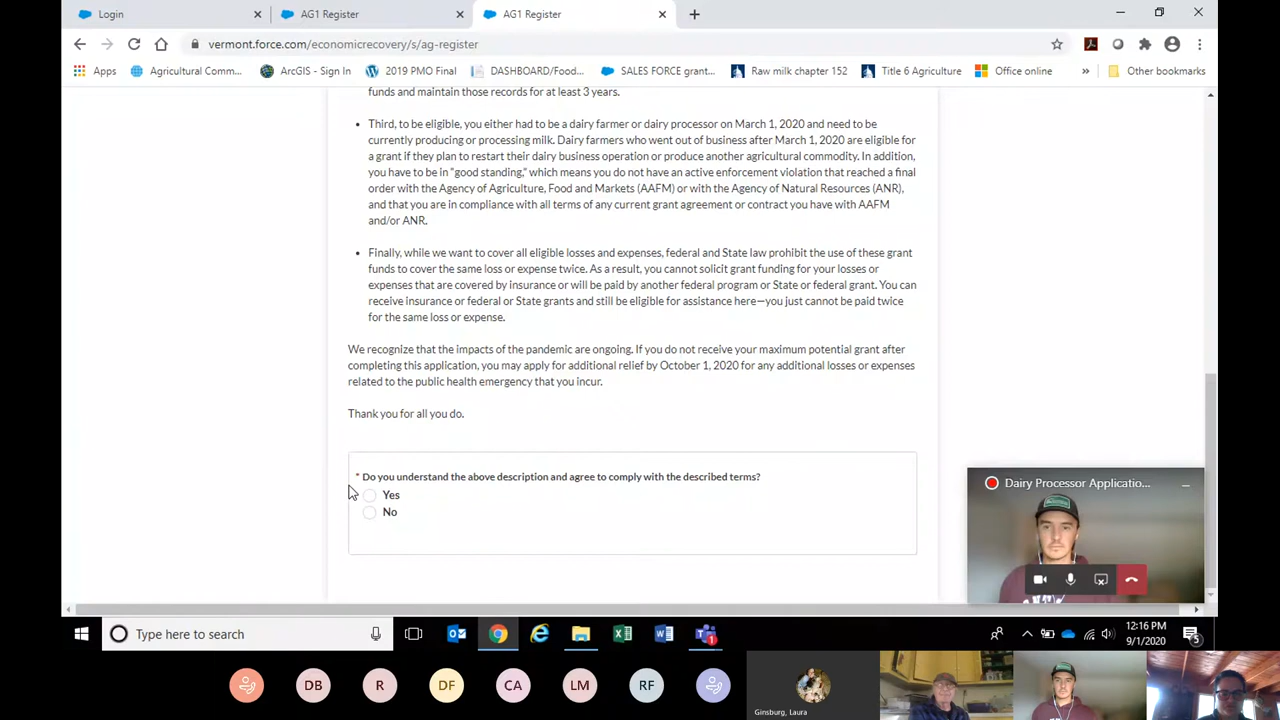 Login
AG1 Register
AG1 Register
vermont.force.com/economicrecovery/s/ag-register
Apps
Agricultural Comm...
ArcGIS - Sign In
2019 PMO Final
DASHBOARD/Food...
SALES FORCE grant...
Raw milk chapter 152
Title 6 Agriculture
Office online
»
Other bookmarks
funds and maintain those records for at least 3 years.
• Third, to be eligible, you either had to be a dairy farmer or dairy processor on March 1, 2020 and need to be
currently producing or processing milk. Dairy farmers who went out of business after March 1, 2020 are eligible for
a grant if they plan to restart their dairy business operation or produce another agricultural commodity. In addition,
you have to be in "good standing," which means you do not have an active enforcement violation that reached a final
order with the Agency of Agriculture, Food and Markets (AAFM) or with the Agency of Natural Resources (ANR),
and that you are in compliance with all terms of any current grant agreement or contract you have with AAFM
and/or ANR.
• Finally, while we want to cover all eligible losses and expenses, federal and State law prohibit the use of these grant
funds to cover the same loss or expense twice. As a result, you cannot solicit grant funding for your losses or
expenses that are covered by insurance or will be paid by another federal program or State or federal grant. You can
receive insurance or federal or State grants and still be eligible for assistance here—you just cannot be paid twice
for the same loss or expense.
We recognize that the impacts of the pandemic are ongoing. If you do not receive your maximum potential grant after
completing this application, you may apply for additional relief by October 1, 2020 for any additional losses or expenses
related to the public health emergency that you incur.
Thank you for all you do.
* Do you understand the above description and agree to comply with the described terms?
Yes
No
Dairy Processor Applicatio...
Type here to search
12:16 PM
9/1/2020
DB
R
DF
CA
LM
RF
Ginsburg, Laura